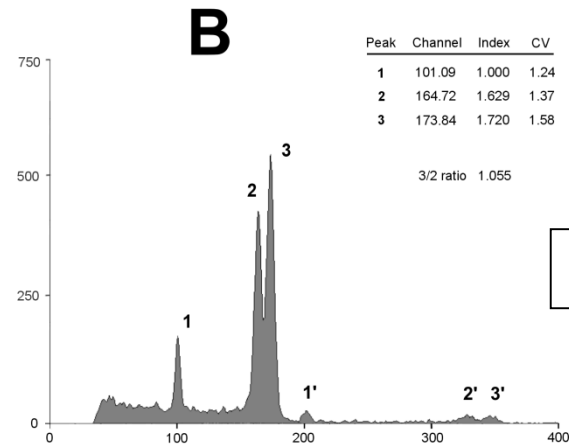 B
Peak Channel Index CV
1 101.09 1.000 1.24
2 164.72 1.629 1.37
3 173.84 1.720 1.58
3/2 ratio 1.055
750
500
250
0
3
2
1
1'
2' 3'
0 100 200 300 400